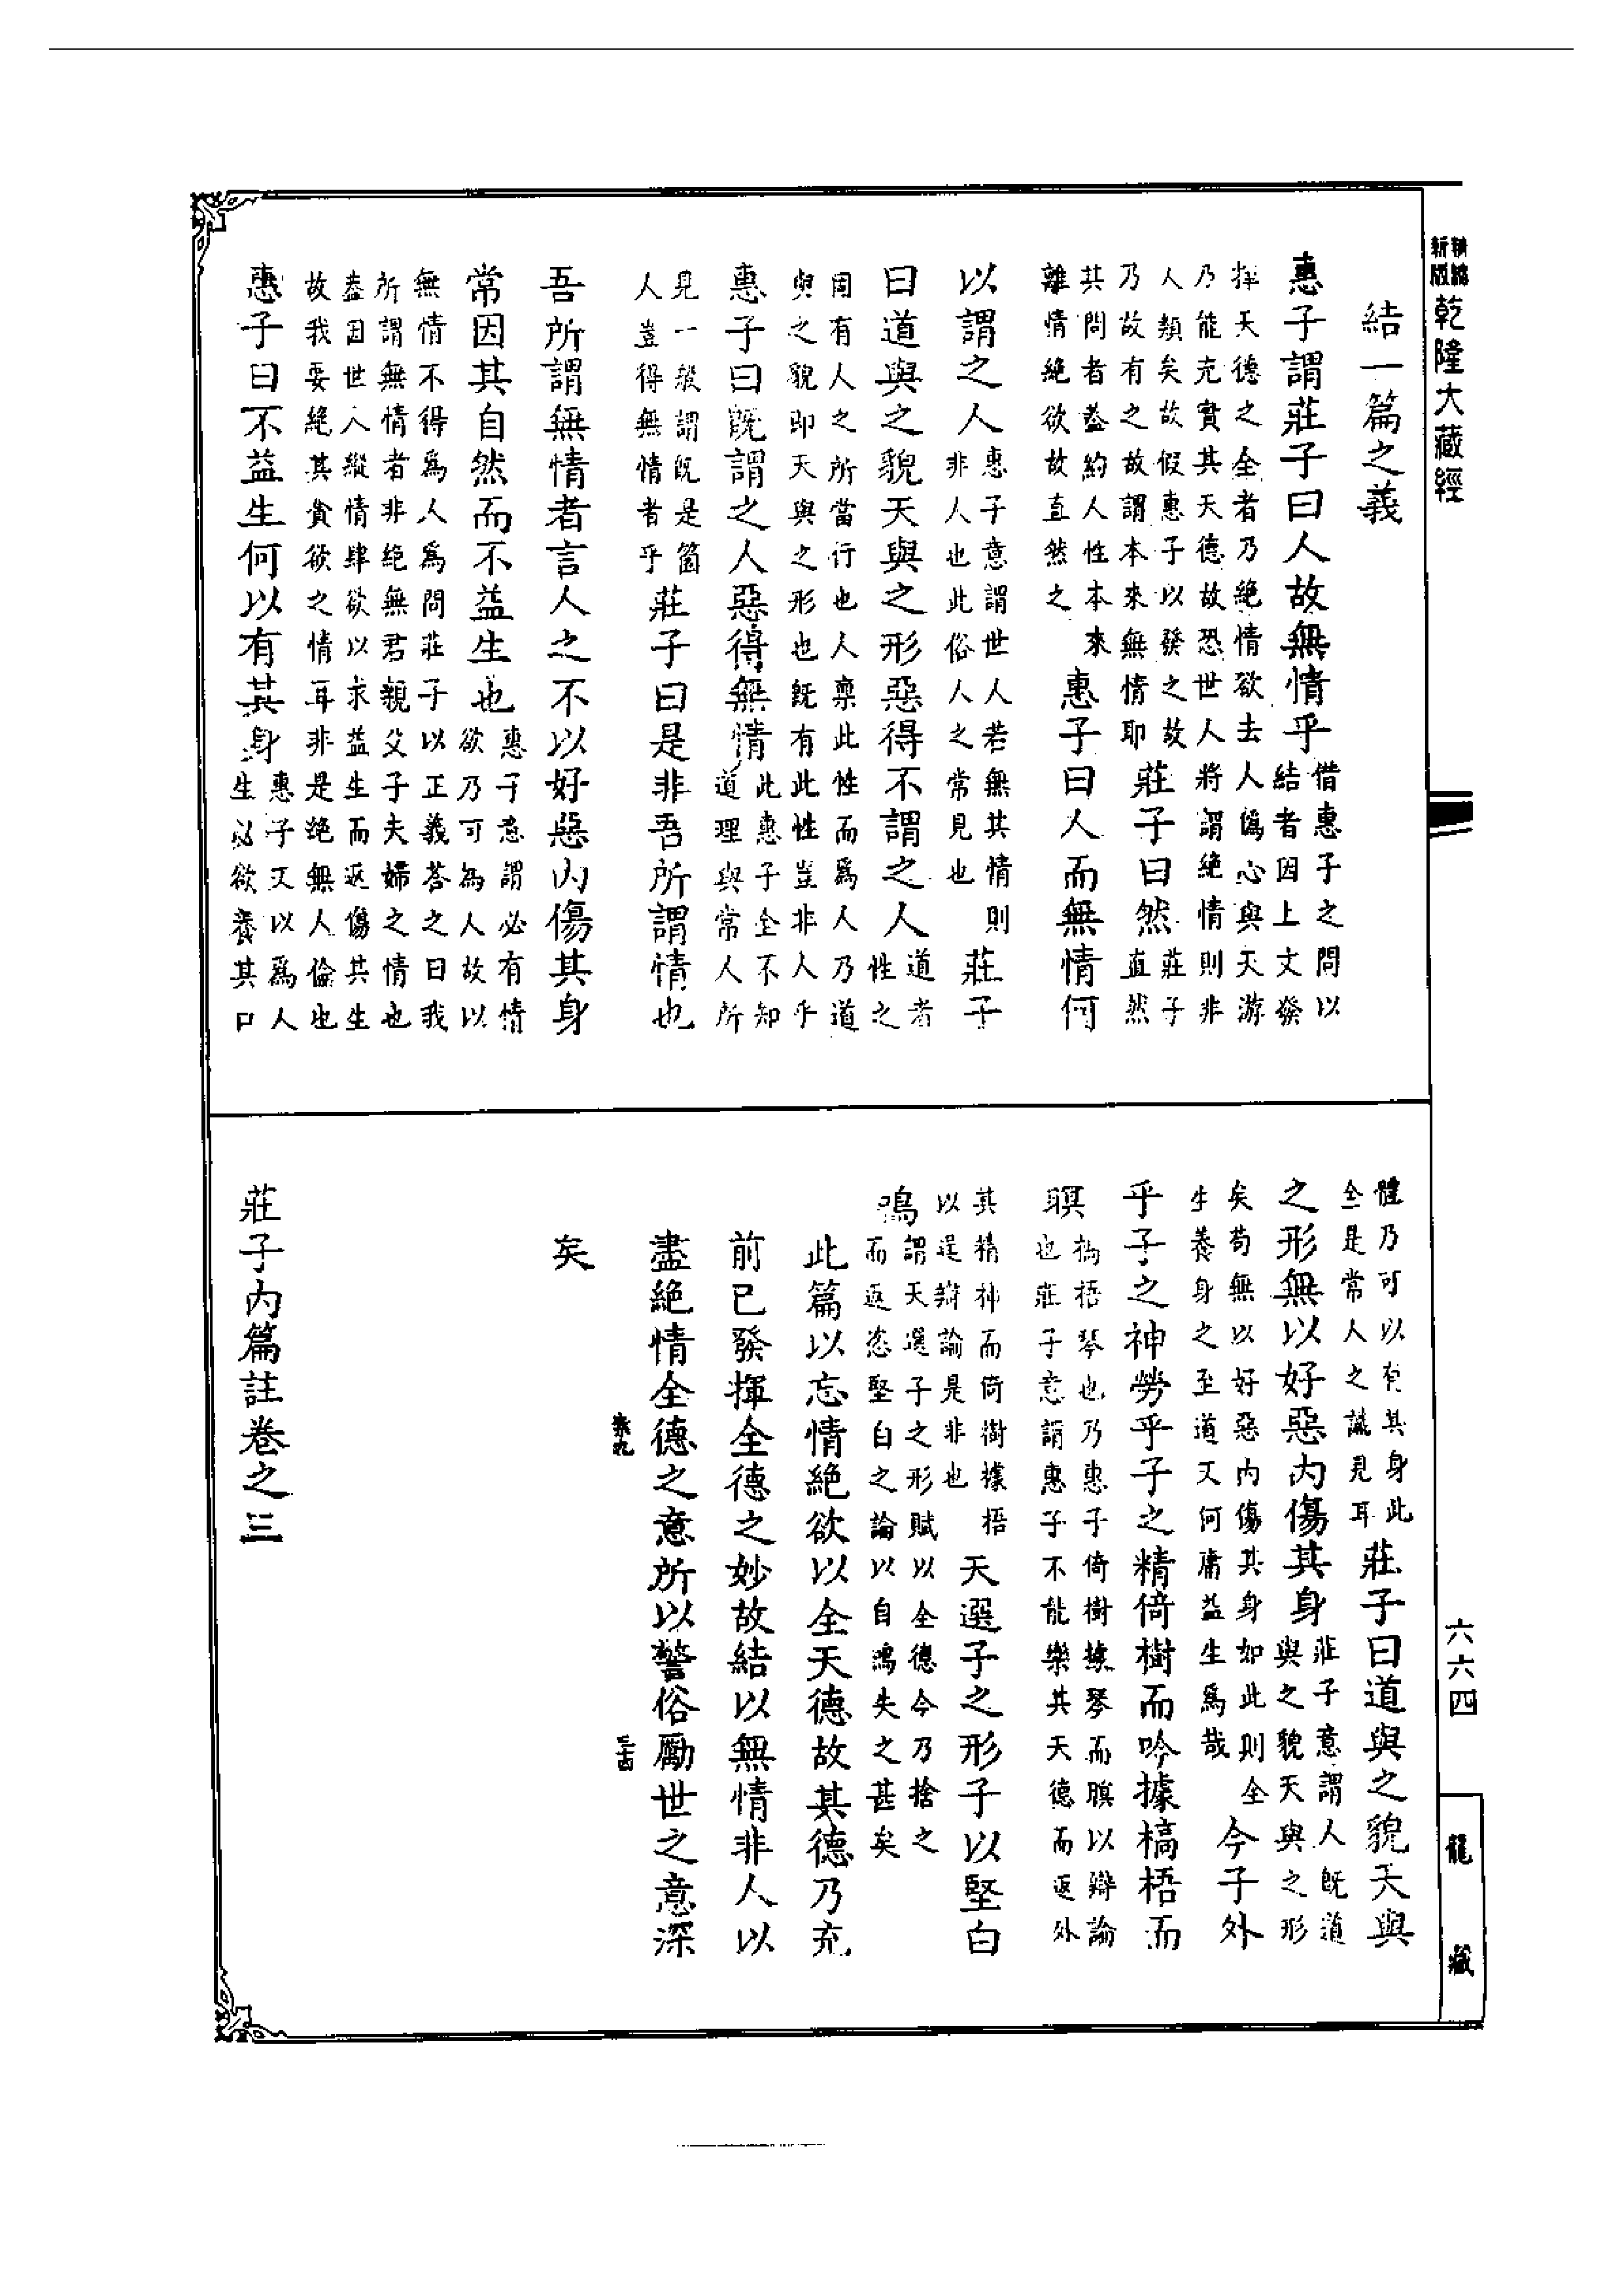 精縮新版
乾隆大藏經
結一篇之義
惠子謂莊子曰人故無情乎
借惠子之問以
結者因上文發
揮天德之全者乃絕情欲去人僞心與天游
乃能充實其天德故恐世人將謂絕情則非
人類矣故假惠子以發之故
乃故有之故謂本來無情耶
莊子曰然
莊子
直然
其問者蓋約人性本來
離情絕欲故直然之
惠子曰人而無情何
以謂之人
惠子意謂世人若無其情則
非人也此俗人之常見也
莊子
曰道與之貌天與之形惡得不謂之人
道者
性之
固有人之所當行也人稟此性而爲人乃道
與之貌即天與之形也既有此性豈非人乎
惠子曰既謂之人惡得無情
此惠子全不知
道理與常人所
見一般謂既是箇
人豈得無情者乎
莊子曰是非吾所謂情也
吾所謂無情者言人之不以好惡內傷其身
常因其自然而不益生也
惠子意謂必有情
欲乃可為人故以
無情不得爲人爲問莊子以正義答之曰我
所謂無情者非絕無君親父子夫婦之情也
蓋因世人縱情肆欲以求益生而返傷其生
故我要絕其貪欲之情耳非是絕無人倫也
惠子曰不益生何以有其身
惠子又以爲人
生以欲養其口
體乃可以有其身此
全是常人之議見耳
莊子曰道與之貌天與
之形無以好惡內傷其身
莊子意謂人既道
與之貌天與之形
矣苟無以好惡內傷其身如此則全
生養身之至道又何庸益生爲哉
今子外
乎子之神勞乎子之精倚樹而吟據槁梧而
瞑
槁梧琴也乃惠子倚樹據琴而瞑以辯論
也莊子意謂惠子不能樂其天德而返外
其精神而倚樹據梧
以逞辯論是非也
天選子之形子以堅白
鳴
謂天選子之形賦以全德今乃捨之
而返恣堅白之論以自鳴失之甚矣
此篇以忘情絕欲以全天德故其德乃充
前已發揮全德之妙故結以無情非人以
盡絕情全德之意所以警俗勵世之意深
矣
莊子內篇註卷之三
六六四
龍藏